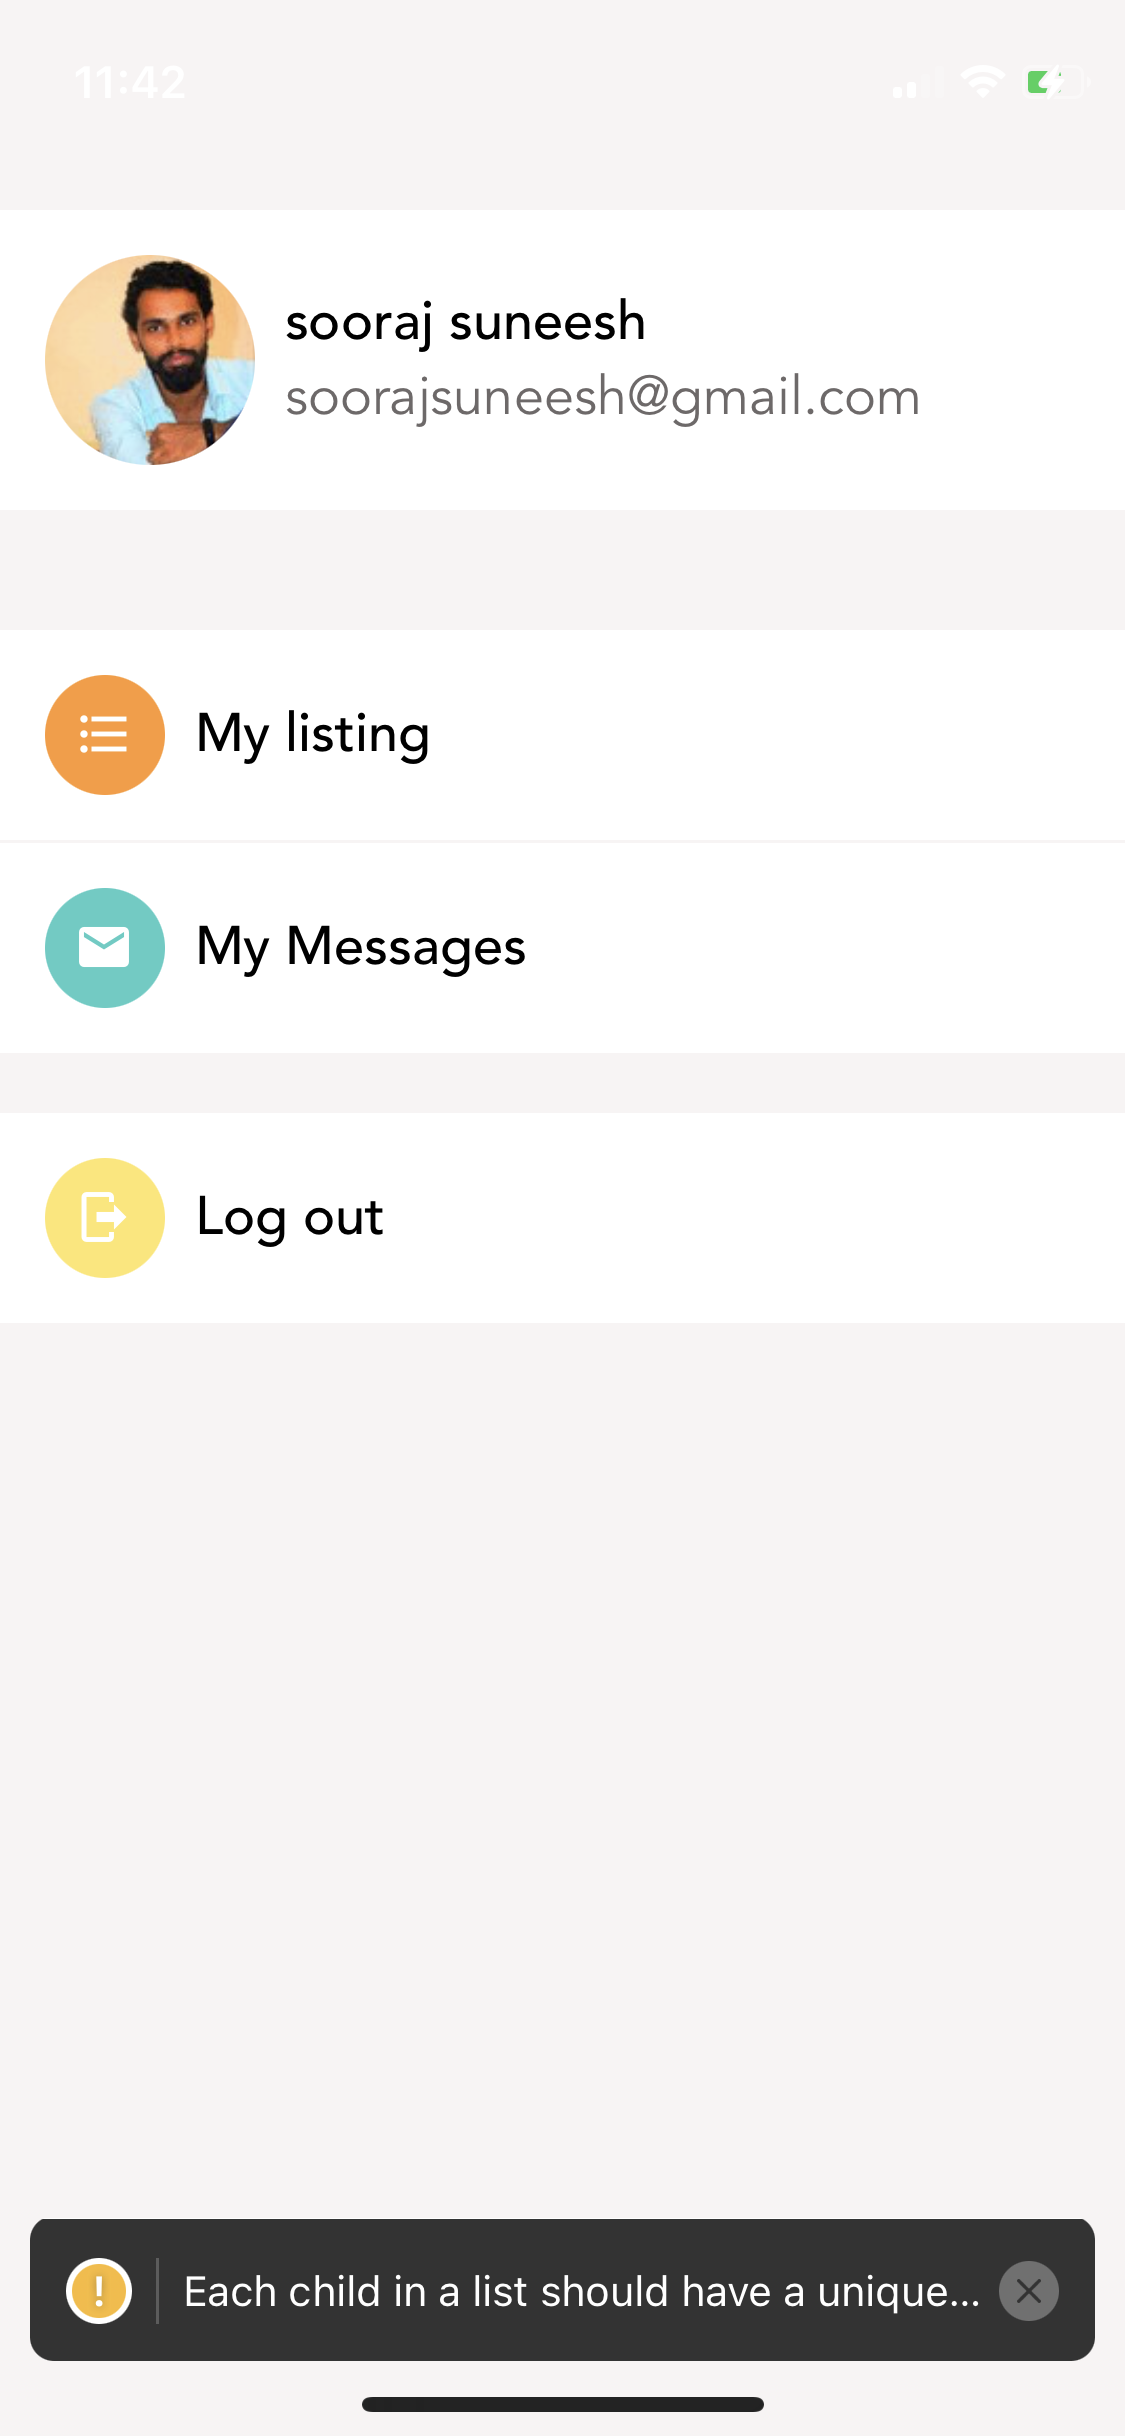 11:42
sooraj suneesh
soorajsuneesh@gmail.com
My listing
My Messages
Log out
! Each child in a list should have a unique...